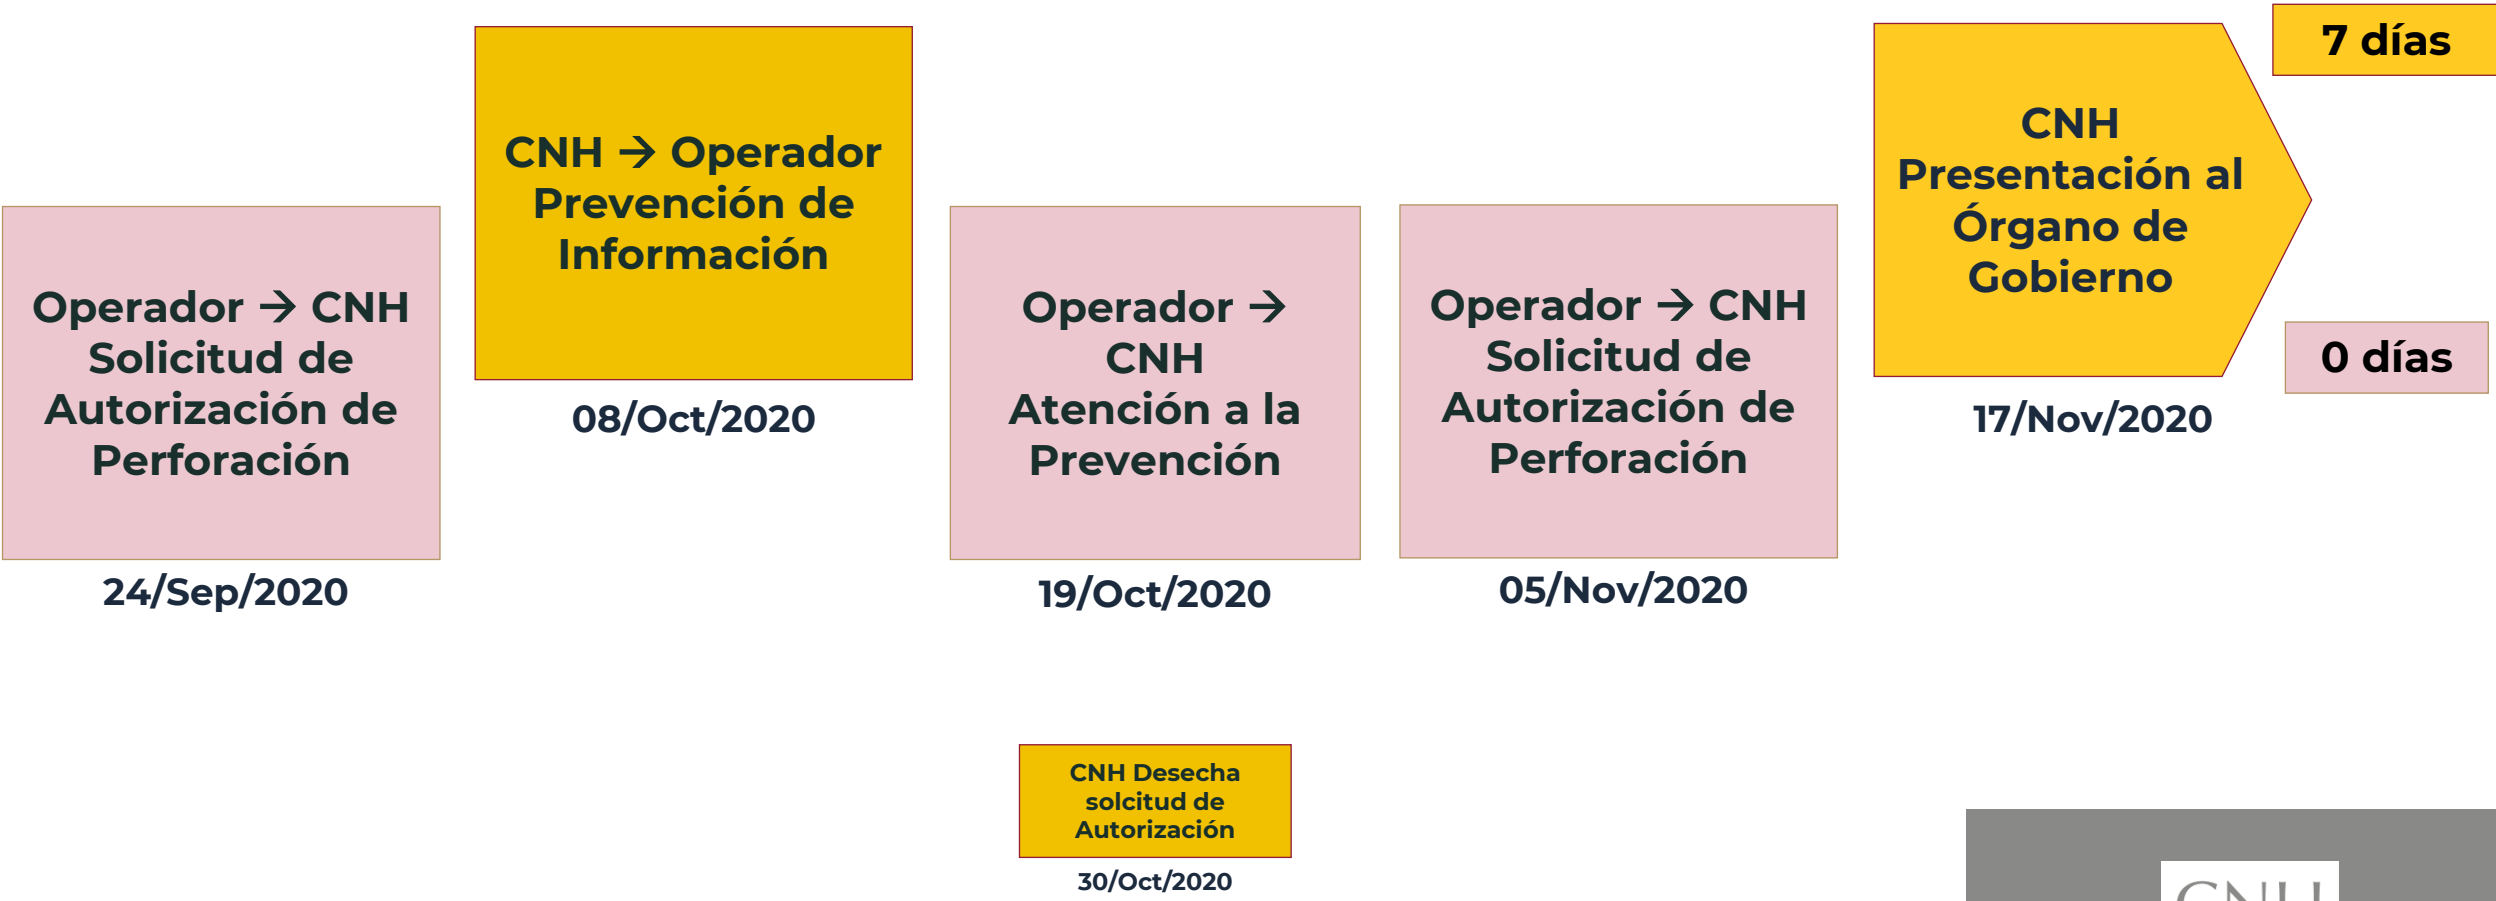 Operador → CNH
Solicitud de
Autorización de
Perforación
24/Sep/2020
CNH → Operador
Prevención de
Información
08/Oct/2020
Operador →
CNH
Atención a la
Prevención
19/Oct/2020
Operador → CNH
Solicitud de
Autorización de
Perforación
05/Nov/2020
CNH
Presentación al
Órgano de
Gobierno
17/Nov/2020
7 días
0 días
CNH Desecha
solcitud de
Autorización
30/Oct/2020
CNH